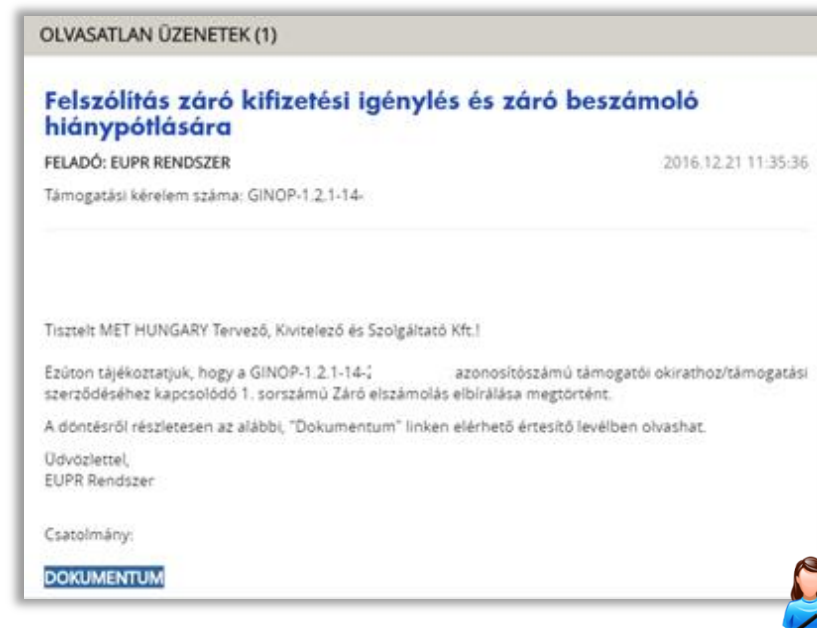 OLVASATLAN ÜZENETEK (1)
Felszólítás záró kifizetési igénylés és záró beszámoló
hiánypótlására
FELADÓ: EUPR RENDSZER
2016.12.21 11:35:36
Támogatási kérelem száma: GINOP-1.2.1-14-
Tisztelt MET HUNGARY Tervező, Kivitelező és Szolgáltató Kft.!
Ezúton tájékoztatjuk, hogy a GINOP-1.2.1-14- azonosítószámú támogatói okirathoz/támogatási
szerződéséhez kapcsolódó 1. sorszámú Záró elszámolás elbírálása megtörtént.
A döntésről részletesen az alábbi, "Dokumentum" linken elérhető értesítő levélben olvashat.
Üdvözlettel,
EUPR Rendszer
Csatolmány:
DOKUMENTUM